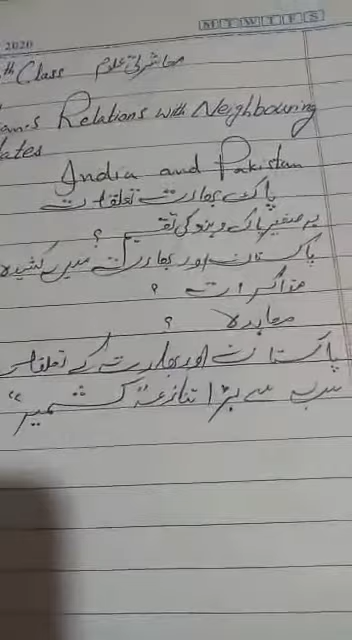 M T W T F S
2020
th Class معاشرتی علوم
Relations with Neighbouring
ates
India and Pakistan
پاک بھارت تعلقات
برصغیر پاک و ہند کی تقسیم ؟
پاکستان اور بھارت میں کشیدہ
مذاکرات ؟
معاہدہ ؟
پاکستان اور بھارت کے تعلقات
سب سے بڑا تنازعہ "کشمیر"